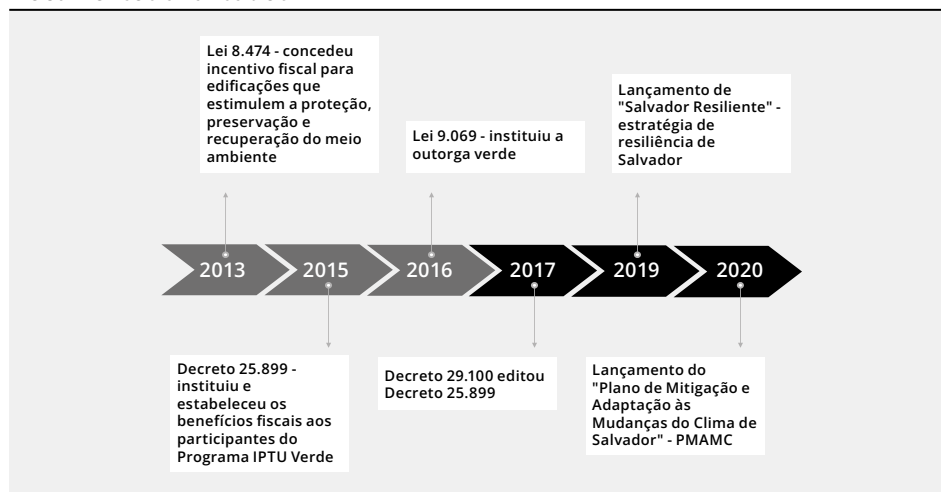 Lei 8.474 - concedeu
incentivo fiscal para
edificações que
estimulem a proteção,
preservação e
recuperação do meio
ambiente
Lei 9.069 - instituiu a
outorga verde
Lançamento de
"Salvador Resiliente" -
estratégia de
resiliência de
Salvador
2013
2015
2016
2017
2019
2020
Decreto 25.899 -
instituiu e
estabeleceu os
benefícios fiscais aos
participantes do
Programa IPTU Verde
Decreto 29.100 editou
Decreto 25.899
Lançamento do
"Plano de Mitigação e
Adaptação às
Mudanças do Clima de
Salvador" - PMAMC